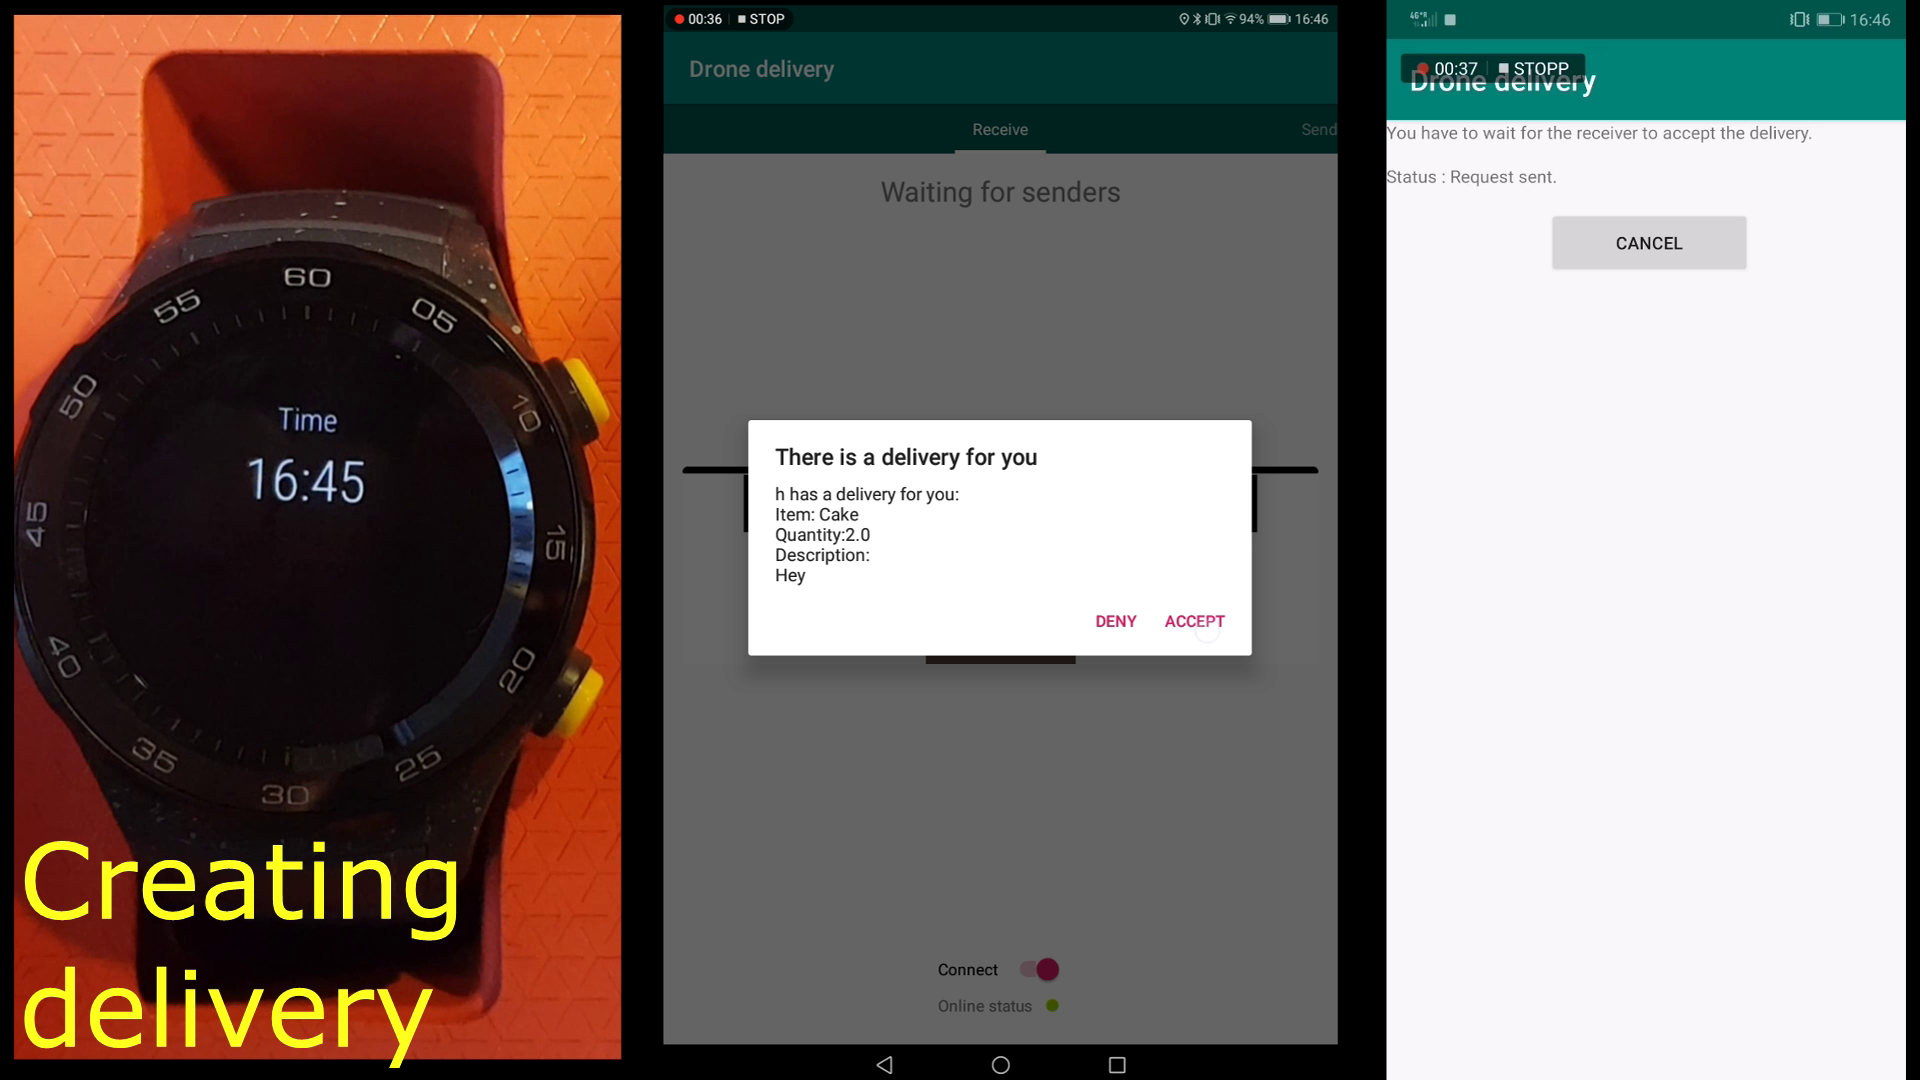 60
55
05
50
10
Time
16:45
45
15
40
20
35
25
30
Creating
delivery
00:36 STOP
94% 16:46
Drone delivery
Receive
Send
Waiting for senders
There is a delivery for you
h has a delivery for you:
Item: Cake
Quantity:2.0
Description:
Hey
DENY ACCEPT
Connect
Online status
16:46
00:37 STOPP
Drone delivery
You have to wait for the receiver to accept the delivery.
Status : Request sent.
CANCEL